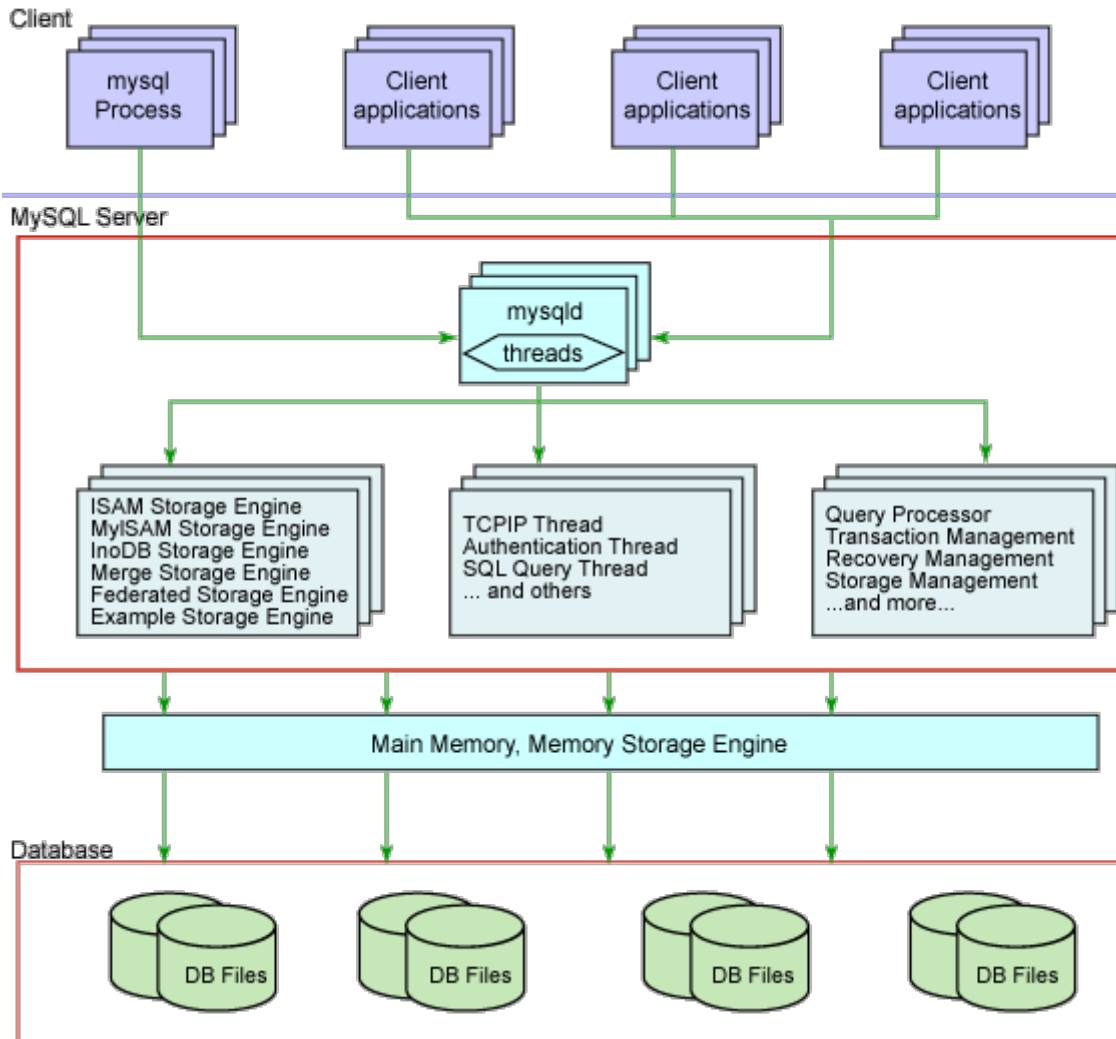 Client
mysql
Process
Client
applications
Client
applications
Client
applications
MySQL Server
mysqld
threads
ISAM Storage Engine
MyISAM Storage Engine
InoDB Storage Engine
Merge Storage Engine
Federated Storage Engine
Example Storage Engine
TCPIP Thread
Authentication Thread
SQL Query Thread
... and others
Query Processor
Transaction Management
Recovery Management
Storage Management
...and more...
Main Memory, Memory Storage Engine
Database
DB Files
DB Files
DB Files
DB Files